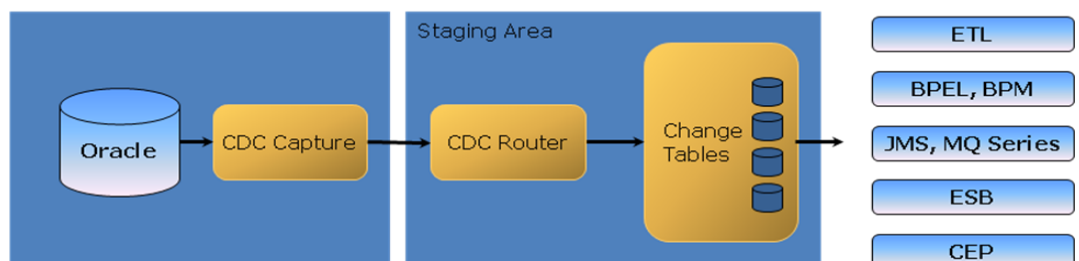 Staging Area
Oracle
CDC Capture
CDC Router
Change
Tables
ETL
BPEL, BPM
JMS, MQ Series
ESB
CEP